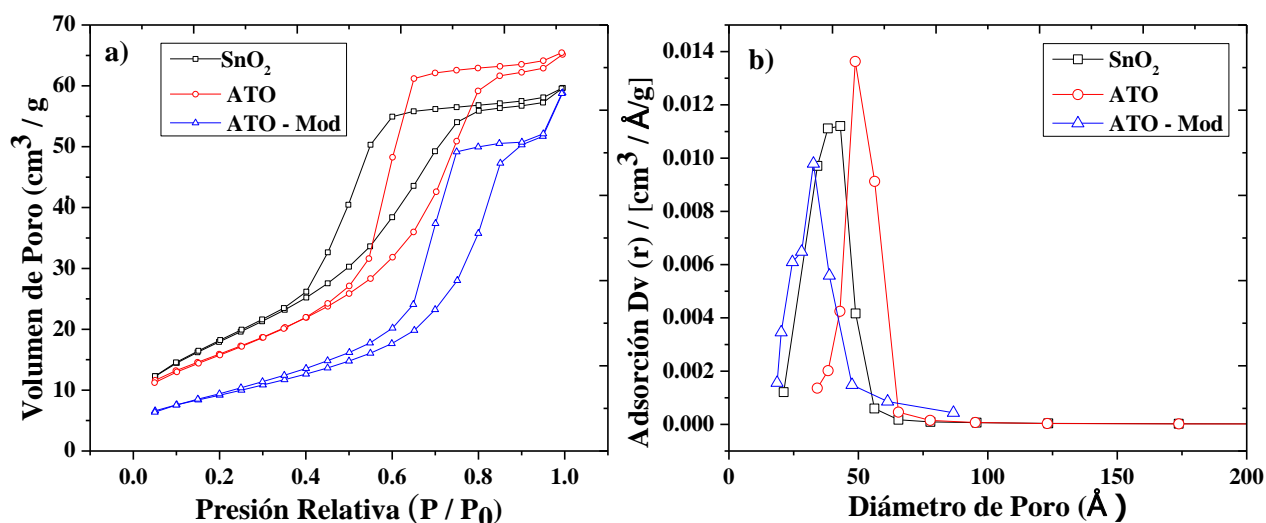 a)
SnO₂
ATO
ATO - Mod
Volumen de Poro (cm³ / g
70
60
50
40
30
20
10
0
0.0 0.2 0.4 0.6 0.8 1.0
Presión Relativa (P / P₀)
b)
SnO₂
ATO
ATO - Mod
Adsorción Dv (r) / [cm³ / Å/g]
0.014
0.012
0.010
0.008
0.006
0.004
0.002
0.000
0 50 100 150 200
Diámetro de Poro (Å )